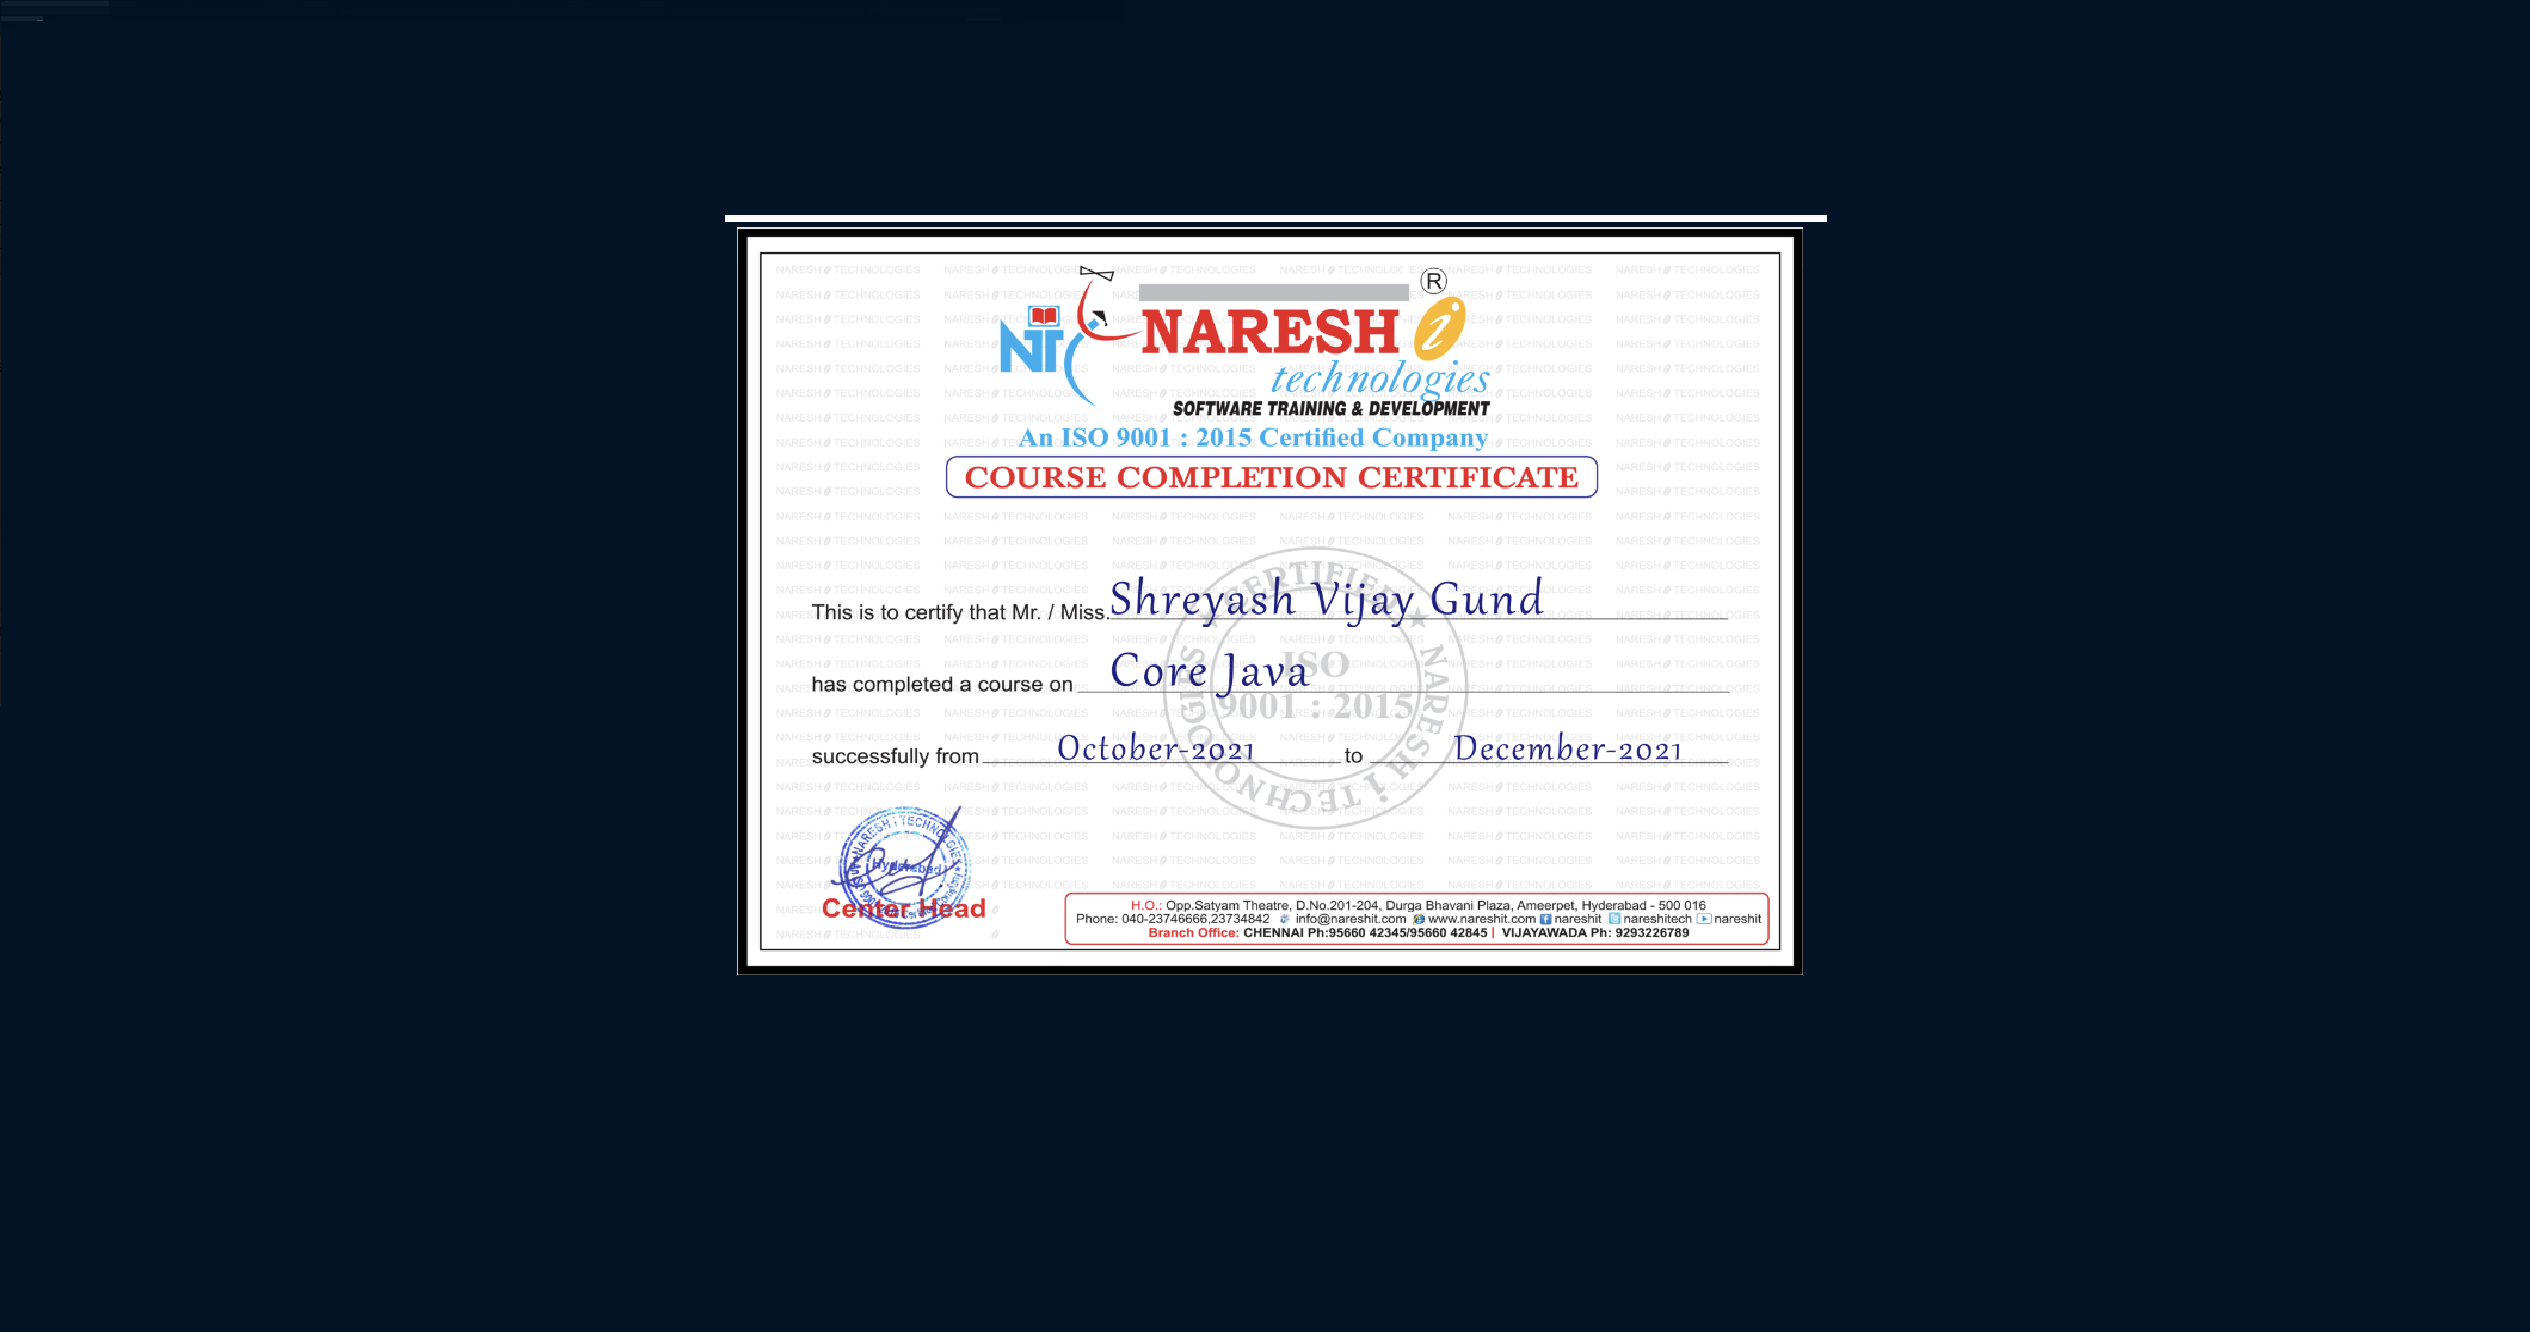 ®
NIT
NARESH i
technologies
SOFTWARE TRAINING & DEVELOPMENT
An ISO 9001 : 2015 Certified Company
COURSE COMPLETION CERTIFICATE
This is to certify that Mr. / Miss. Shreyash Vijay Gund
has completed a course on Core Java
successfully from October-2021 to December-2021
CERTIFIED ★ NARESH i TECHNOLOGIES ★
ISO
9001 : 2015
NARESH i TECHNOLOGIES
Hyderabad
Center Head
H.O.: Opp.Satyam Theatre, D.No.201-204, Durga Bhavani Plaza, Ameerpet, Hyderabad - 500 016
Phone: 040-23746666,23734842 info@nareshit.com www.nareshit.com nareshit nareshitech nareshit
Branch Office: CHENNAI Ph:95660 42345/95660 42845 | VIJAYAWADA Ph: 9293226789